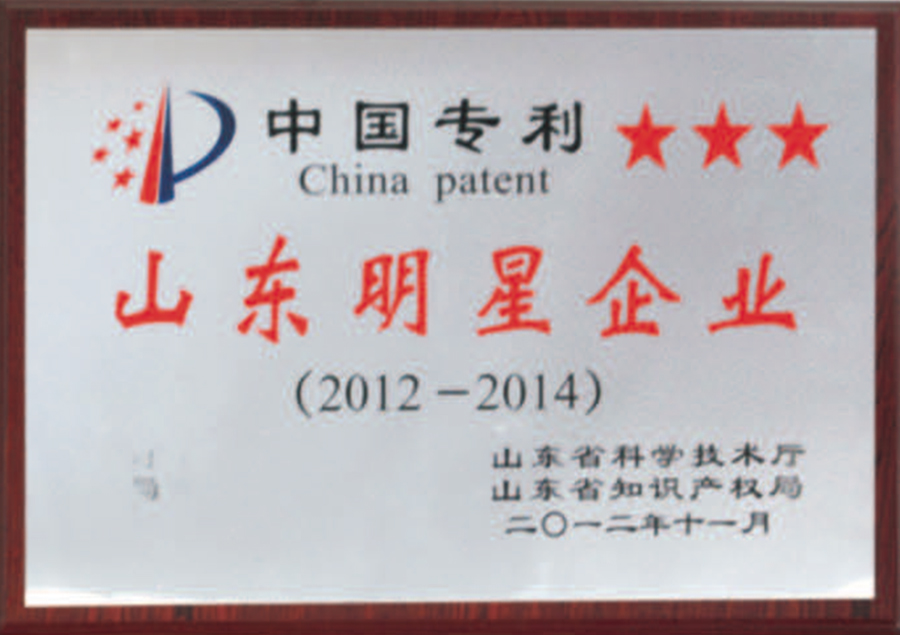 中国专利
China patent
山东明星企业
(2012-2014)
山东省科学技术厅
山东省知识产权局
二〇一二年十一月